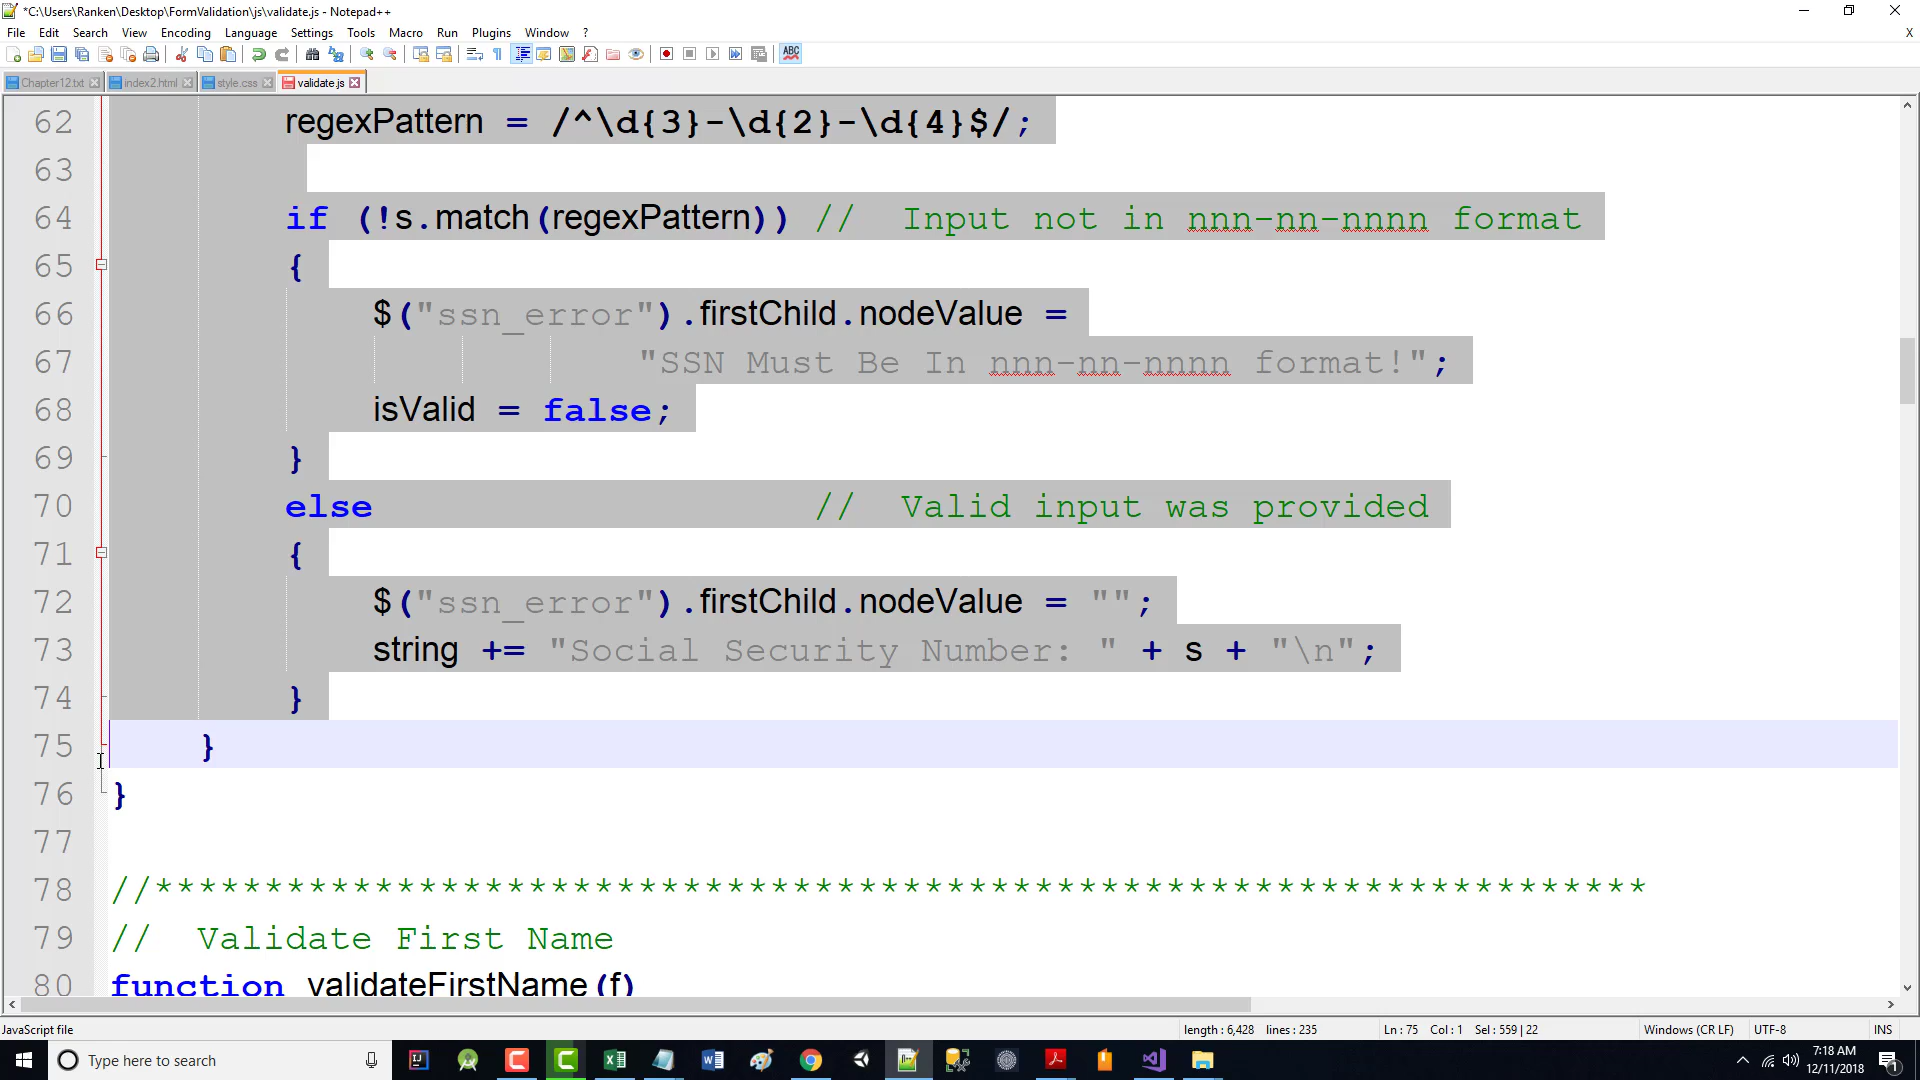 *C:\Users\Ranken\Desktop\FormValidation\js\validate.js - Notepad++
File Edit Search View Encoding Language Settings Tools Macro Run Plugins Window ? X
Chapter12.txt index2.html style.css validate.js
62 regexPattern = /^\d{3}-\d{2}-\d{4}$/;
63
64 if (!s.match(regexPattern)) // Input not in nnn-nn-nnnn format
65 {
66 $("ssn_error").firstChild.nodeValue =
67 "SSN Must Be In nnn-nn-nnnn format!";
68 isValid = false;
69 }
70 else // Valid input was provided
71 {
72 $("ssn_error").firstChild.nodeValue = "";
73 string += "Social Security Number: " + s + "\n";
74 }
75 }
76 }
77
78 //********************************************************************
79 // Validate First Name
80 function validateFirstName(f)
JavaScript file length : 6,428 lines : 235 Ln : 75 Col : 1 Sel : 559 | 22 Windows (CR LF) UTF-8 INS
Type here to search
7:18 AM
12/11/2018